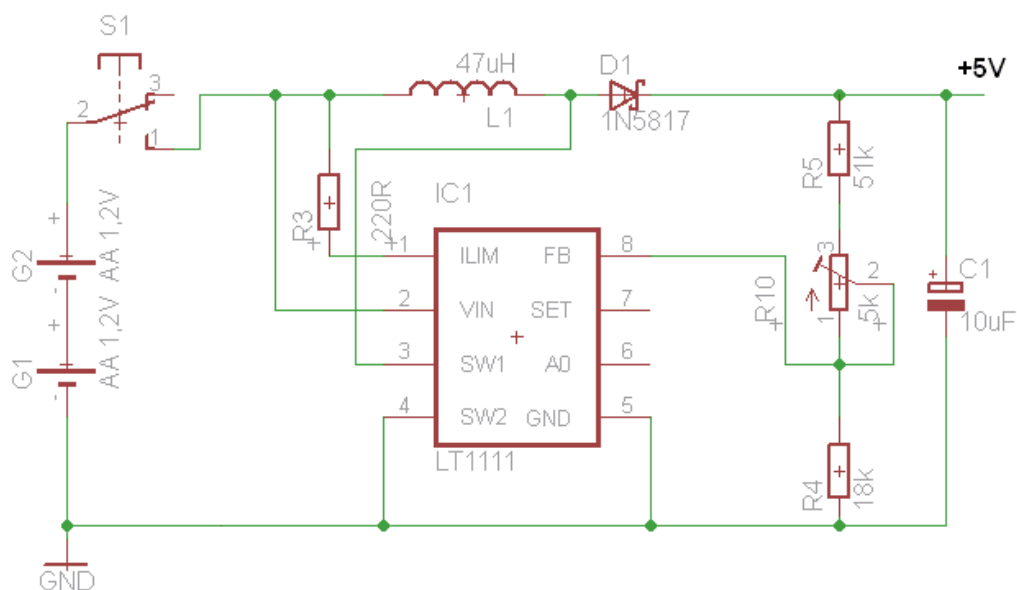 S1
3
2
1
47uH
L1
D1
1N5817
+5V
R3
220R
IC1
1
ILIM
FB
8
2
VIN
SET
7
3
SW1
A0
6
4
SW2
GND
5
LT1111
G2
AA 1,2V
G1
AA 1,2V
+
-
+
-
R5
51k
3
2
1
R10
5k
C1
+
10uF
R4
18k
GND